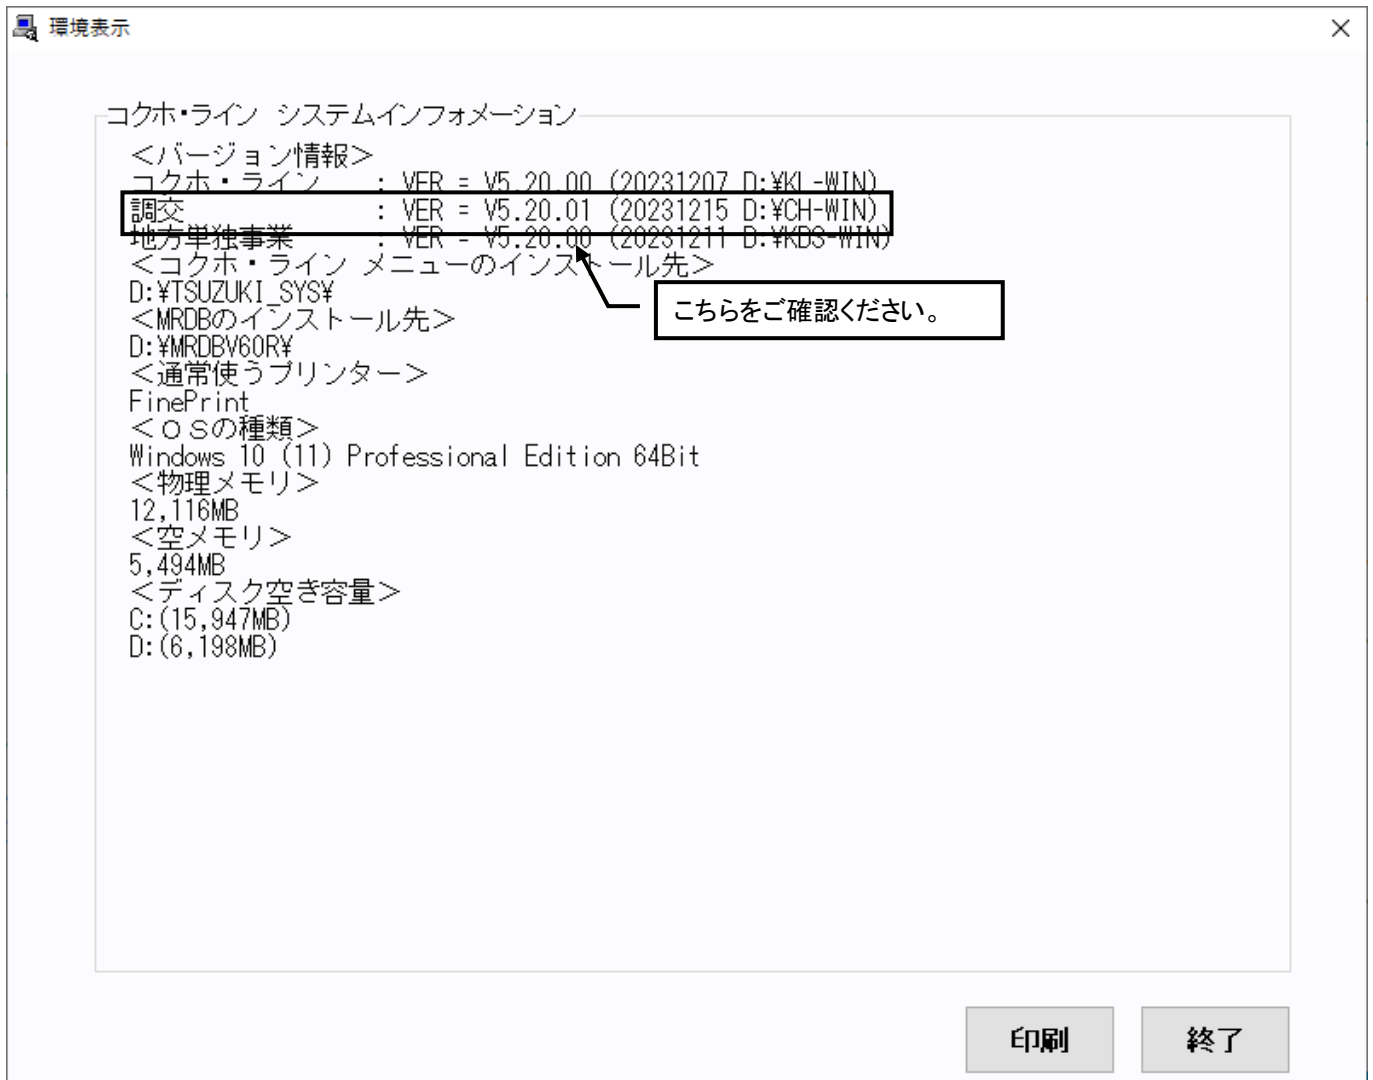 環境表示
コクホ・ライン システムインフォメーション
＜バージョン情報＞
コクホ・ライン : VER = V5.20.00 (20231207 D:¥KL-WIN)
調交 : VER = V5.20.01 (20231215 D:¥CH-WIN)
地方単独事業 : VER = V5.20.00 (20231211 D:¥KDS-WIN)
＜コクホ・ライン メニューのインストール先＞
D:¥TSUZUKI_SYS¥
こちらをご確認ください。
＜MRDBのインストール先＞
D:¥MRDBV60R¥
＜通常使うプリンター＞
FinePrint
＜ＯＳの種類＞
Windows 10 (11) Professional Edition 64Bit
＜物理メモリ＞
12,116MB
＜空メモリ＞
5,494MB
＜ディスク空き容量＞
C:(15,947MB)
D:(6,198MB)
印刷
終了